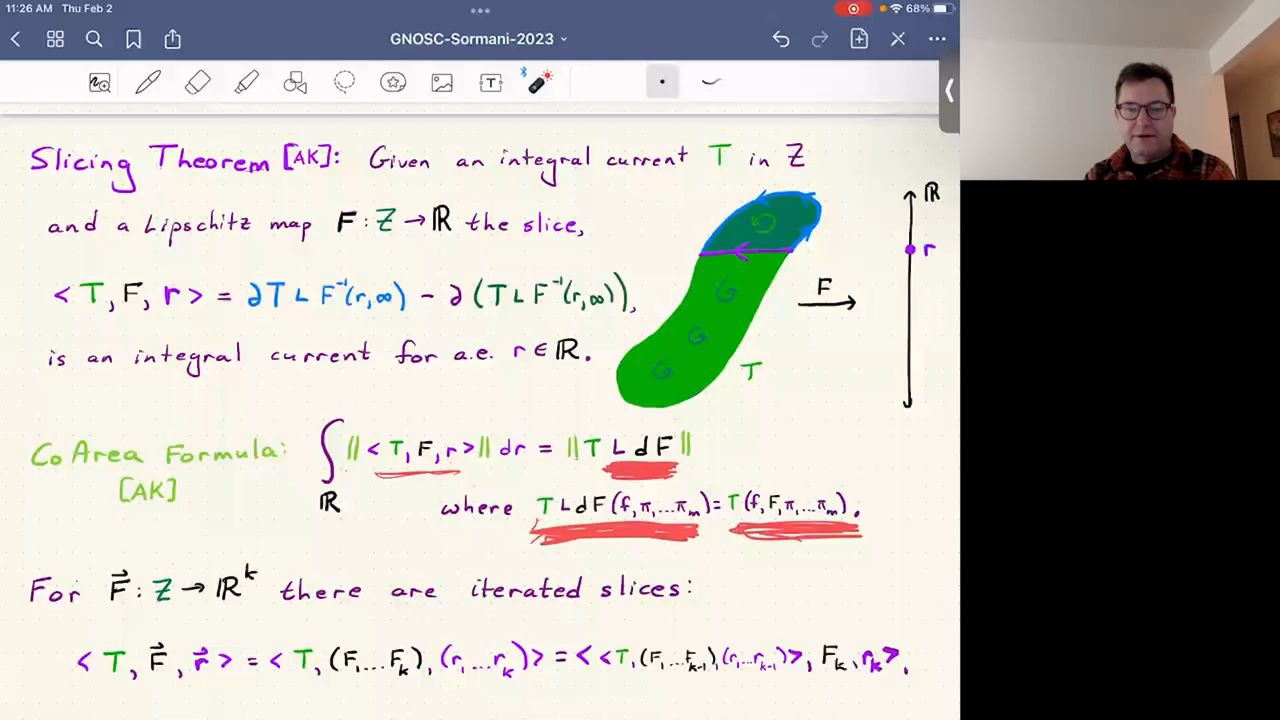 11:26 AM Thu Feb 2
68%
GNOSC-Sormani-2023
Slicing Theorem [AK]: Given an integral current T in Z
and a Lipschitz map F : Z → ℝ the slice,
< T, F, r > = ∂T ∟ F⁻¹(r,∞) − ∂ (T ∟ F⁻¹(r,∞)),
is an integral current for a.e. r ∈ ℝ.
T
F
ℝ
r
CoArea Formula: ∫_ℝ || < T, F, r > || dr = || T ∟ dF ||
[AK]
where T ∟ dF (f, π₁...πₘ) = T (f, F, π₁...πₘ).
For F⃗ : Z → ℝᵏ there are iterated slices:
< T, F⃗, r⃗ > = < T, (F₁...Fₖ), (r₁...rₖ) > = < < T, (F₁...Fₖ₋₁), (r₁...rₖ₋₁) >, Fₖ, rₖ >.